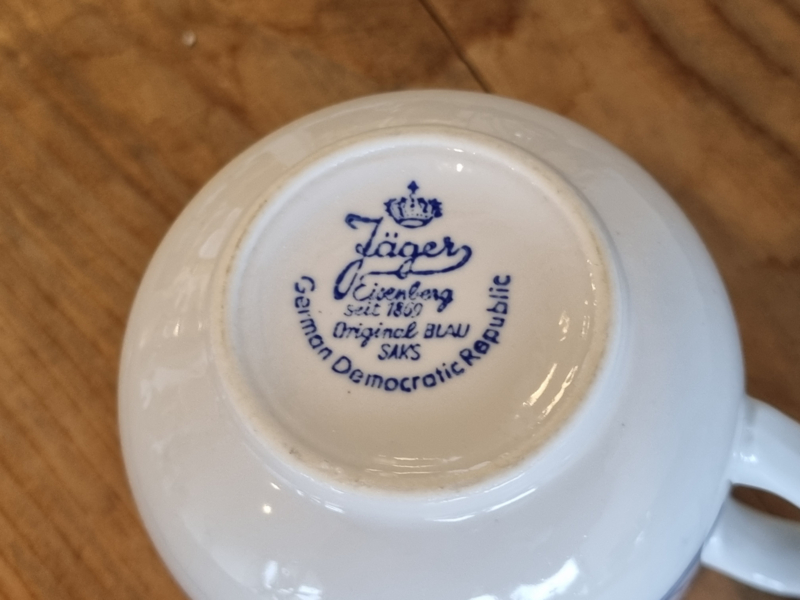 Jäger
Eisenberg
seit 1869
Original BLAU
SAKS
German Democratic Republic